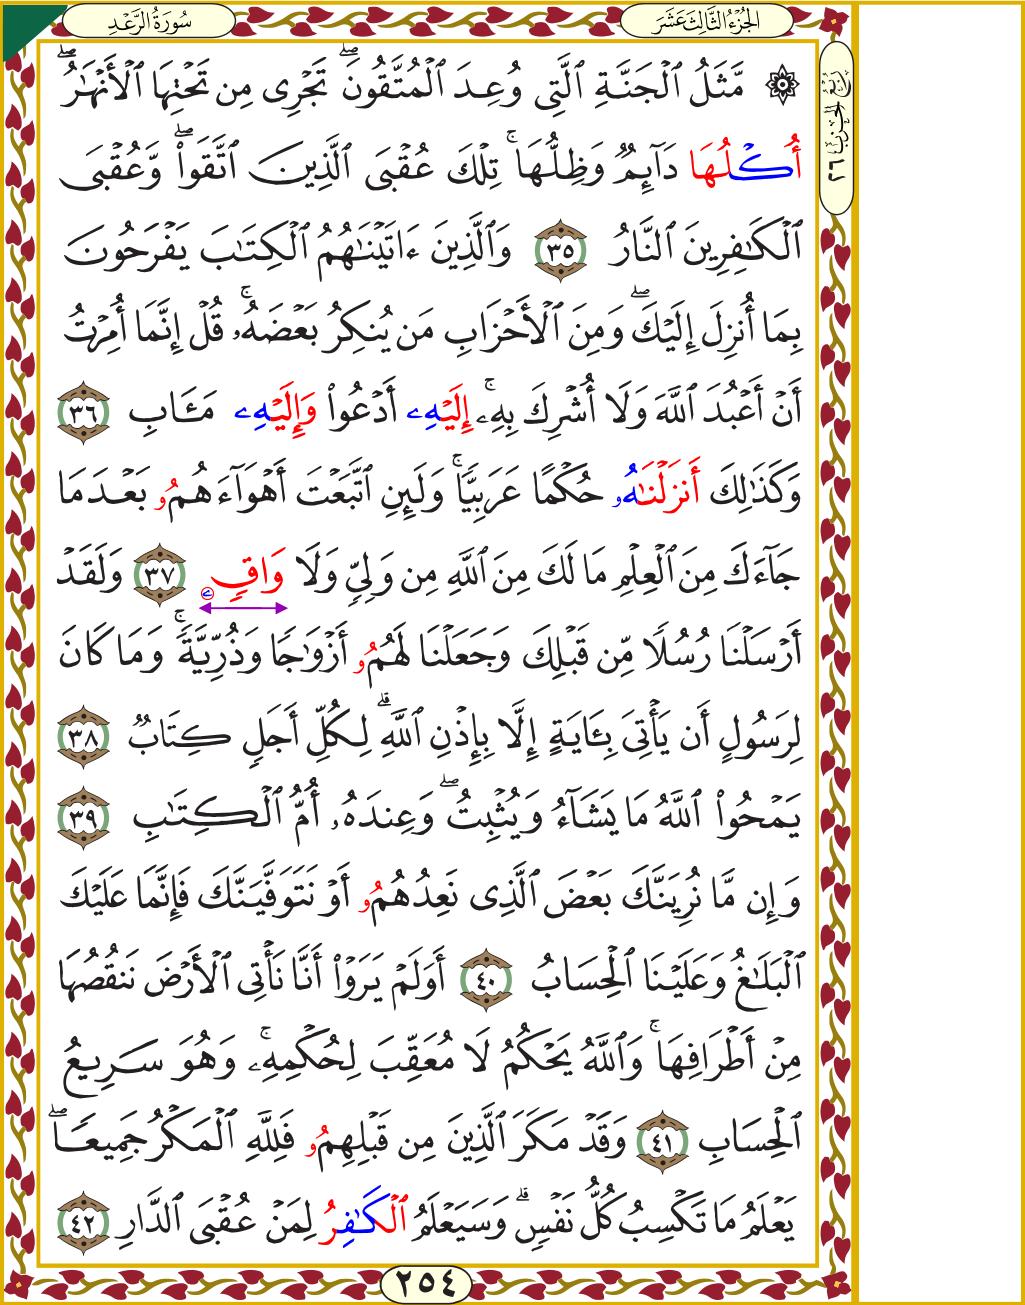 سُورَةُ الرَّعْدِ
الجُزْءُ الثَّالِثَ عَشَرَ
۞ مَّثَلُ ٱلْجَنَّةِ ٱلَّتِى وُعِدَ ٱلْمُتَّقُونَۖ تَجْرِى مِن تَحْتِهَا ٱلْأَنْهَٰرُۖ
أُكْلُهَا دَآئِمٌ وَظِلُّهَاۚ تِلْكَ عُقْبَى ٱلَّذِينَ ٱتَّقَوا۟ۖ وَّعُقْبَى
ٱلْكَٰفِرِينَ ٱلنَّارُ ٣٥ وَٱلَّذِينَ ءَاتَيْنَٰهُمُ ٱلْكِتَٰبَ يَفْرَحُونَ
بِمَا أُنزِلَ إِلَيْكَۖ وَمِنَ ٱلْأَحْزَابِ مَن يُنكِرُ بَعْضَهُۥۚ قُلْ إِنَّمَا أُمِرْتُ
أَنْ أَعْبُدَ ٱللَّهَ وَلَا أُشْرِكَ بِهِۦۚ إِلَيْهِۦ أَدْعُوا۟ وَإِلَيْهِۦ مَـَٔابِ ٣٦
وَكَذَٰلِكَ أَنزَلْنَٰهُۥ حُكْمًا عَرَبِيًّاۚ وَلَئِنِ ٱتَّبَعْتَ أَهْوَآءَهُمُۥ بَعْدَمَا
جَآءَكَ مِنَ ٱلْعِلْمِ مَا لَكَ مِنَ ٱللَّهِ مِن وَلِىٍّ وَلَا وَاقٍۦ ٣٧ وَلَقَدْ
أَرْسَلْنَا رُسُلًا مِّن قَبْلِكَ وَجَعَلْنَا لَهُمُۥ أَزْوَٰجًا وَذُرِّيَّةًۚ وَمَا كَانَ
لِرَسُولٍ أَن يَأْتِىَ بِـَٔايَةٍ إِلَّا بِإِذْنِ ٱللَّهِۗ لِكُلِّ أَجَلٍ كِتَابٌ ٣٨
يَمْحُوا۟ ٱللَّهُ مَا يَشَآءُ وَيُثْبِتُۖ وَعِندَهُۥ أُمُّ ٱلْكِتَٰبِ ٣٩
وَإِن مَّا نُرِيَنَّكَ بَعْضَ ٱلَّذِى نَعِدُهُمُۥ أَوْ نَتَوَفَّيَنَّكَ فَإِنَّمَا عَلَيْكَ
ٱلْبَلَٰغُ وَعَلَيْنَا ٱلْحِسَابُ ٤٠ أَوَلَمْ يَرَوْا۟ أَنَّا نَأْتِى ٱلْأَرْضَ نَنقُصُهَا
مِنْ أَطْرَافِهَاۚ وَٱللَّهُ يَحْكُمُ لَا مُعَقِّبَ لِحُكْمِهِۦۚ وَهُوَ سَرِيعُ
ٱلْحِسَابِ ٤١ وَقَدْ مَكَرَ ٱلَّذِينَ مِن قَبْلِهِمُۥ فَلِلَّهِ ٱلْمَكْرُ جَمِيعًاۖ
يَعْلَمُ مَا تَكْسِبُ كُلُّ نَفْسٍۗ وَسَيَعْلَمُ ٱلْكَٰفِرُ لِمَنْ عُقْبَى ٱلدَّارِ ٤٢
رُبْعُ الحِزْبِ ٢٦
٢٥٤